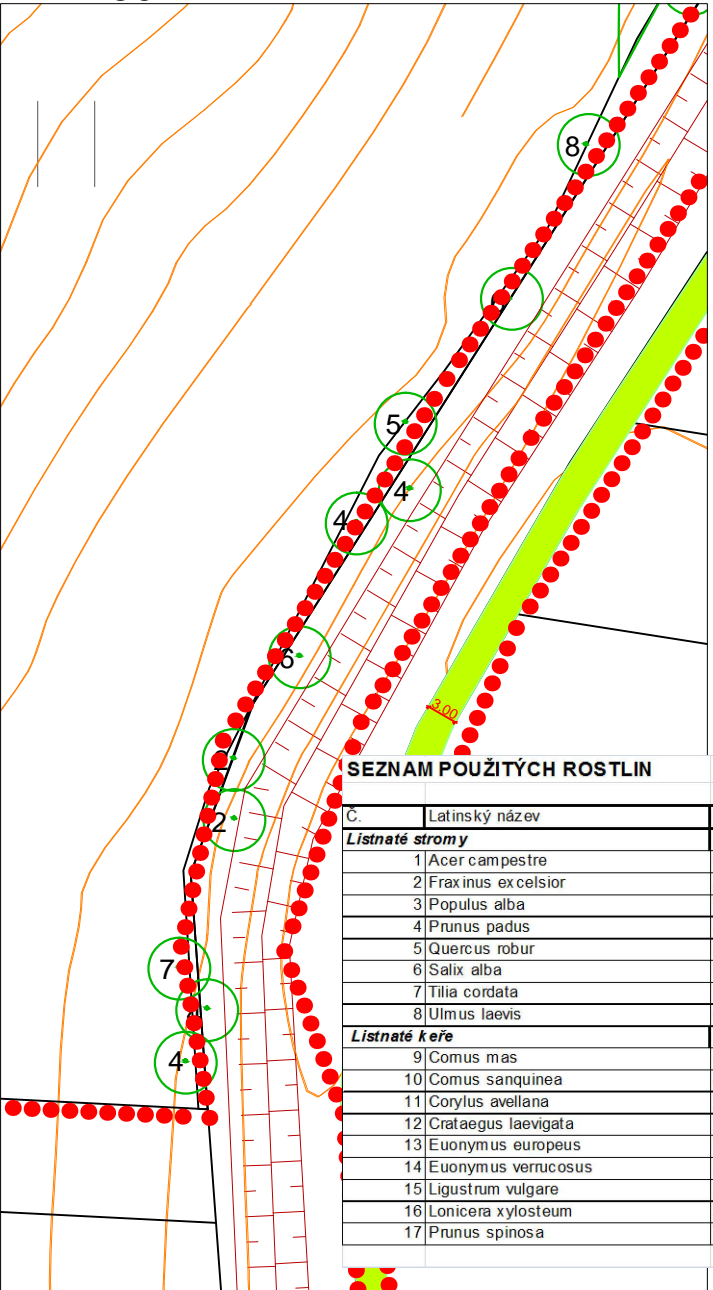 8
5
4
4
6
3.00
2
7
4
SEZNAM POUŽITÝCH ROSTLIN
Č. Latinský název
Listnaté stromy
1 Acer campestre
2 Fraxinus excelsior
3 Populus alba
4 Prunus padus
5 Quercus robur
6 Salix alba
7 Tilia cordata
8 Ulmus laevis
Listnaté keře
9 Cornus mas
10 Cornus sanquinea
11 Corylus avellana
12 Crataegus laevigata
13 Euonymus europeus
14 Euonymus verrucosus
15 Ligustrum vulgare
16 Lonicera xylosteum
17 Prunus spinosa